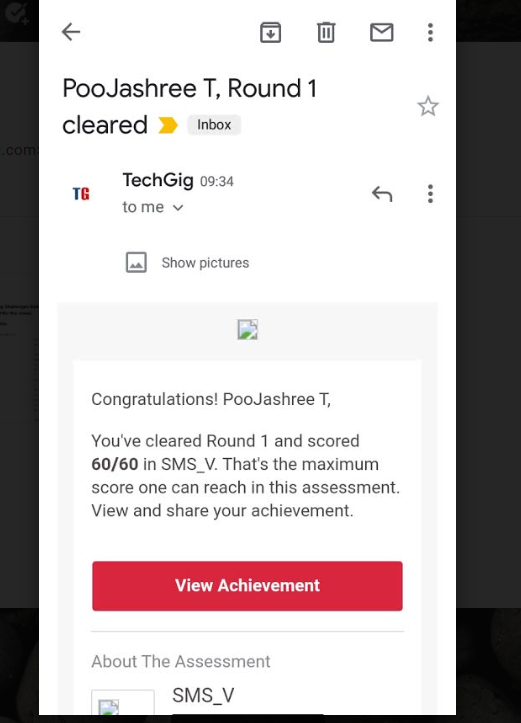 PooJashree T, Round 1
cleared Inbox
TG TechGig 09:34
to me
Show pictures
Congratulations! PooJashree T,
You've cleared Round 1 and scored
60/60 in SMS_V. That's the maximum
score one can reach in this assessment.
View and share your achievement.
View Achievement
About The Assessment
SMS_V
.com